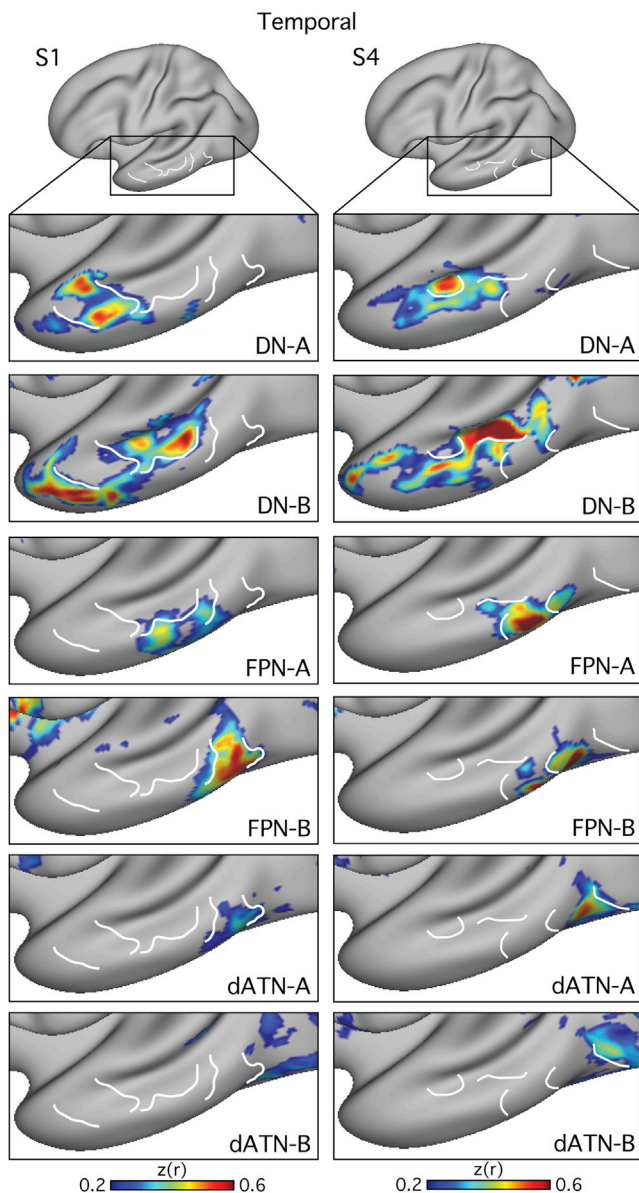 Temporal
S1 S4
DN-A DN-A
DN-B DN-B
FPN-A FPN-A
FPN-B FPN-B
dATN-A dATN-A
dATN-B dATN-B
z(r) z(r)
0.2 0.6 0.2 0.6